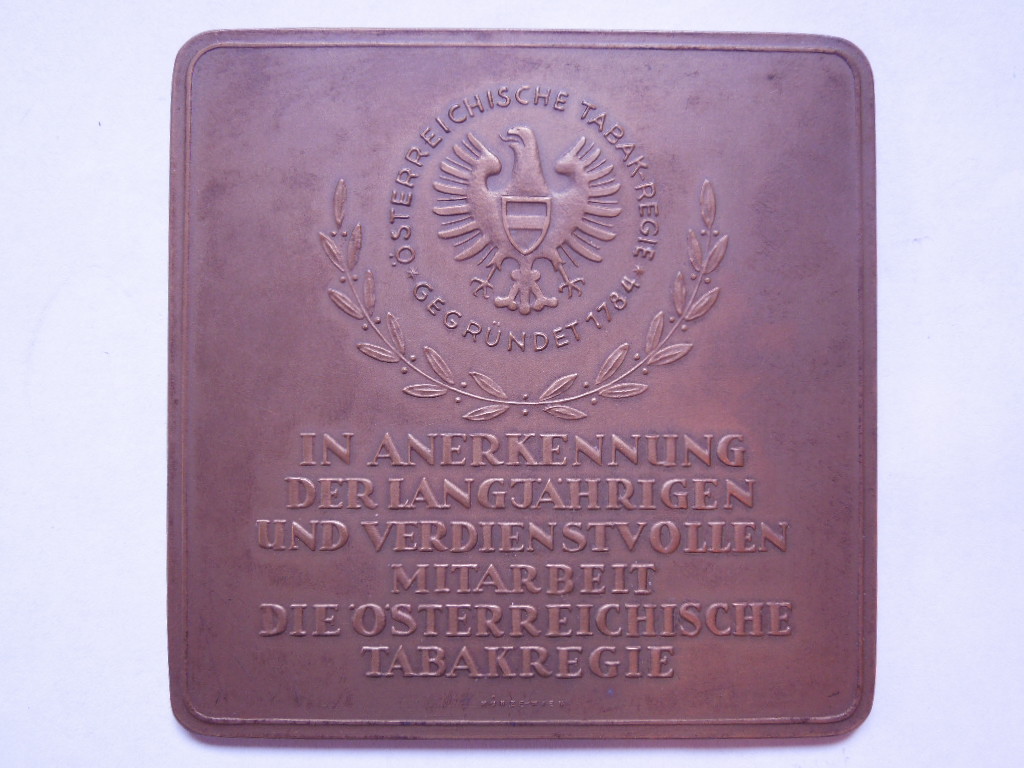 ÖSTERREICHISCHE TABAK-REGIE
* GEGRÜNDET 1784 *
IN ANERKENNUNG
DER LANGJÄHRIGEN
UND VERDIENSTVOLLEN
MITARBEIT
DIE ÖSTERREICHISCHE
TABAKREGIE